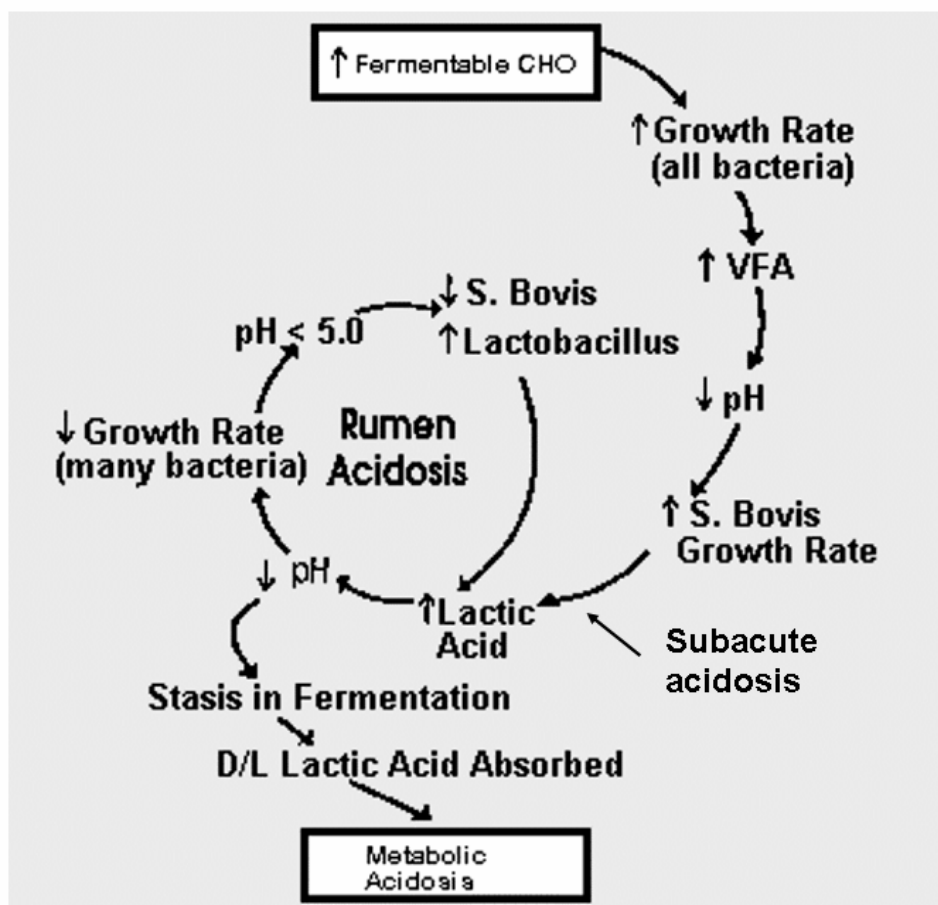 ↑ Fermentable CHO
↑ Growth Rate
(all bacteria)
↑ VFA
↓ pH
↑ S. Bovis
Growth Rate
Subacute
acidosis
↑ Lactic
Acid
↓ pH
↓ Growth Rate
(many bacteria)
pH < 5.0
↓ S. Bovis
↑ Lactobacillus
Rumen
Acidosis
Stasis in Fermentation
D/L Lactic Acid Absorbed
Metabolic
Acidosis